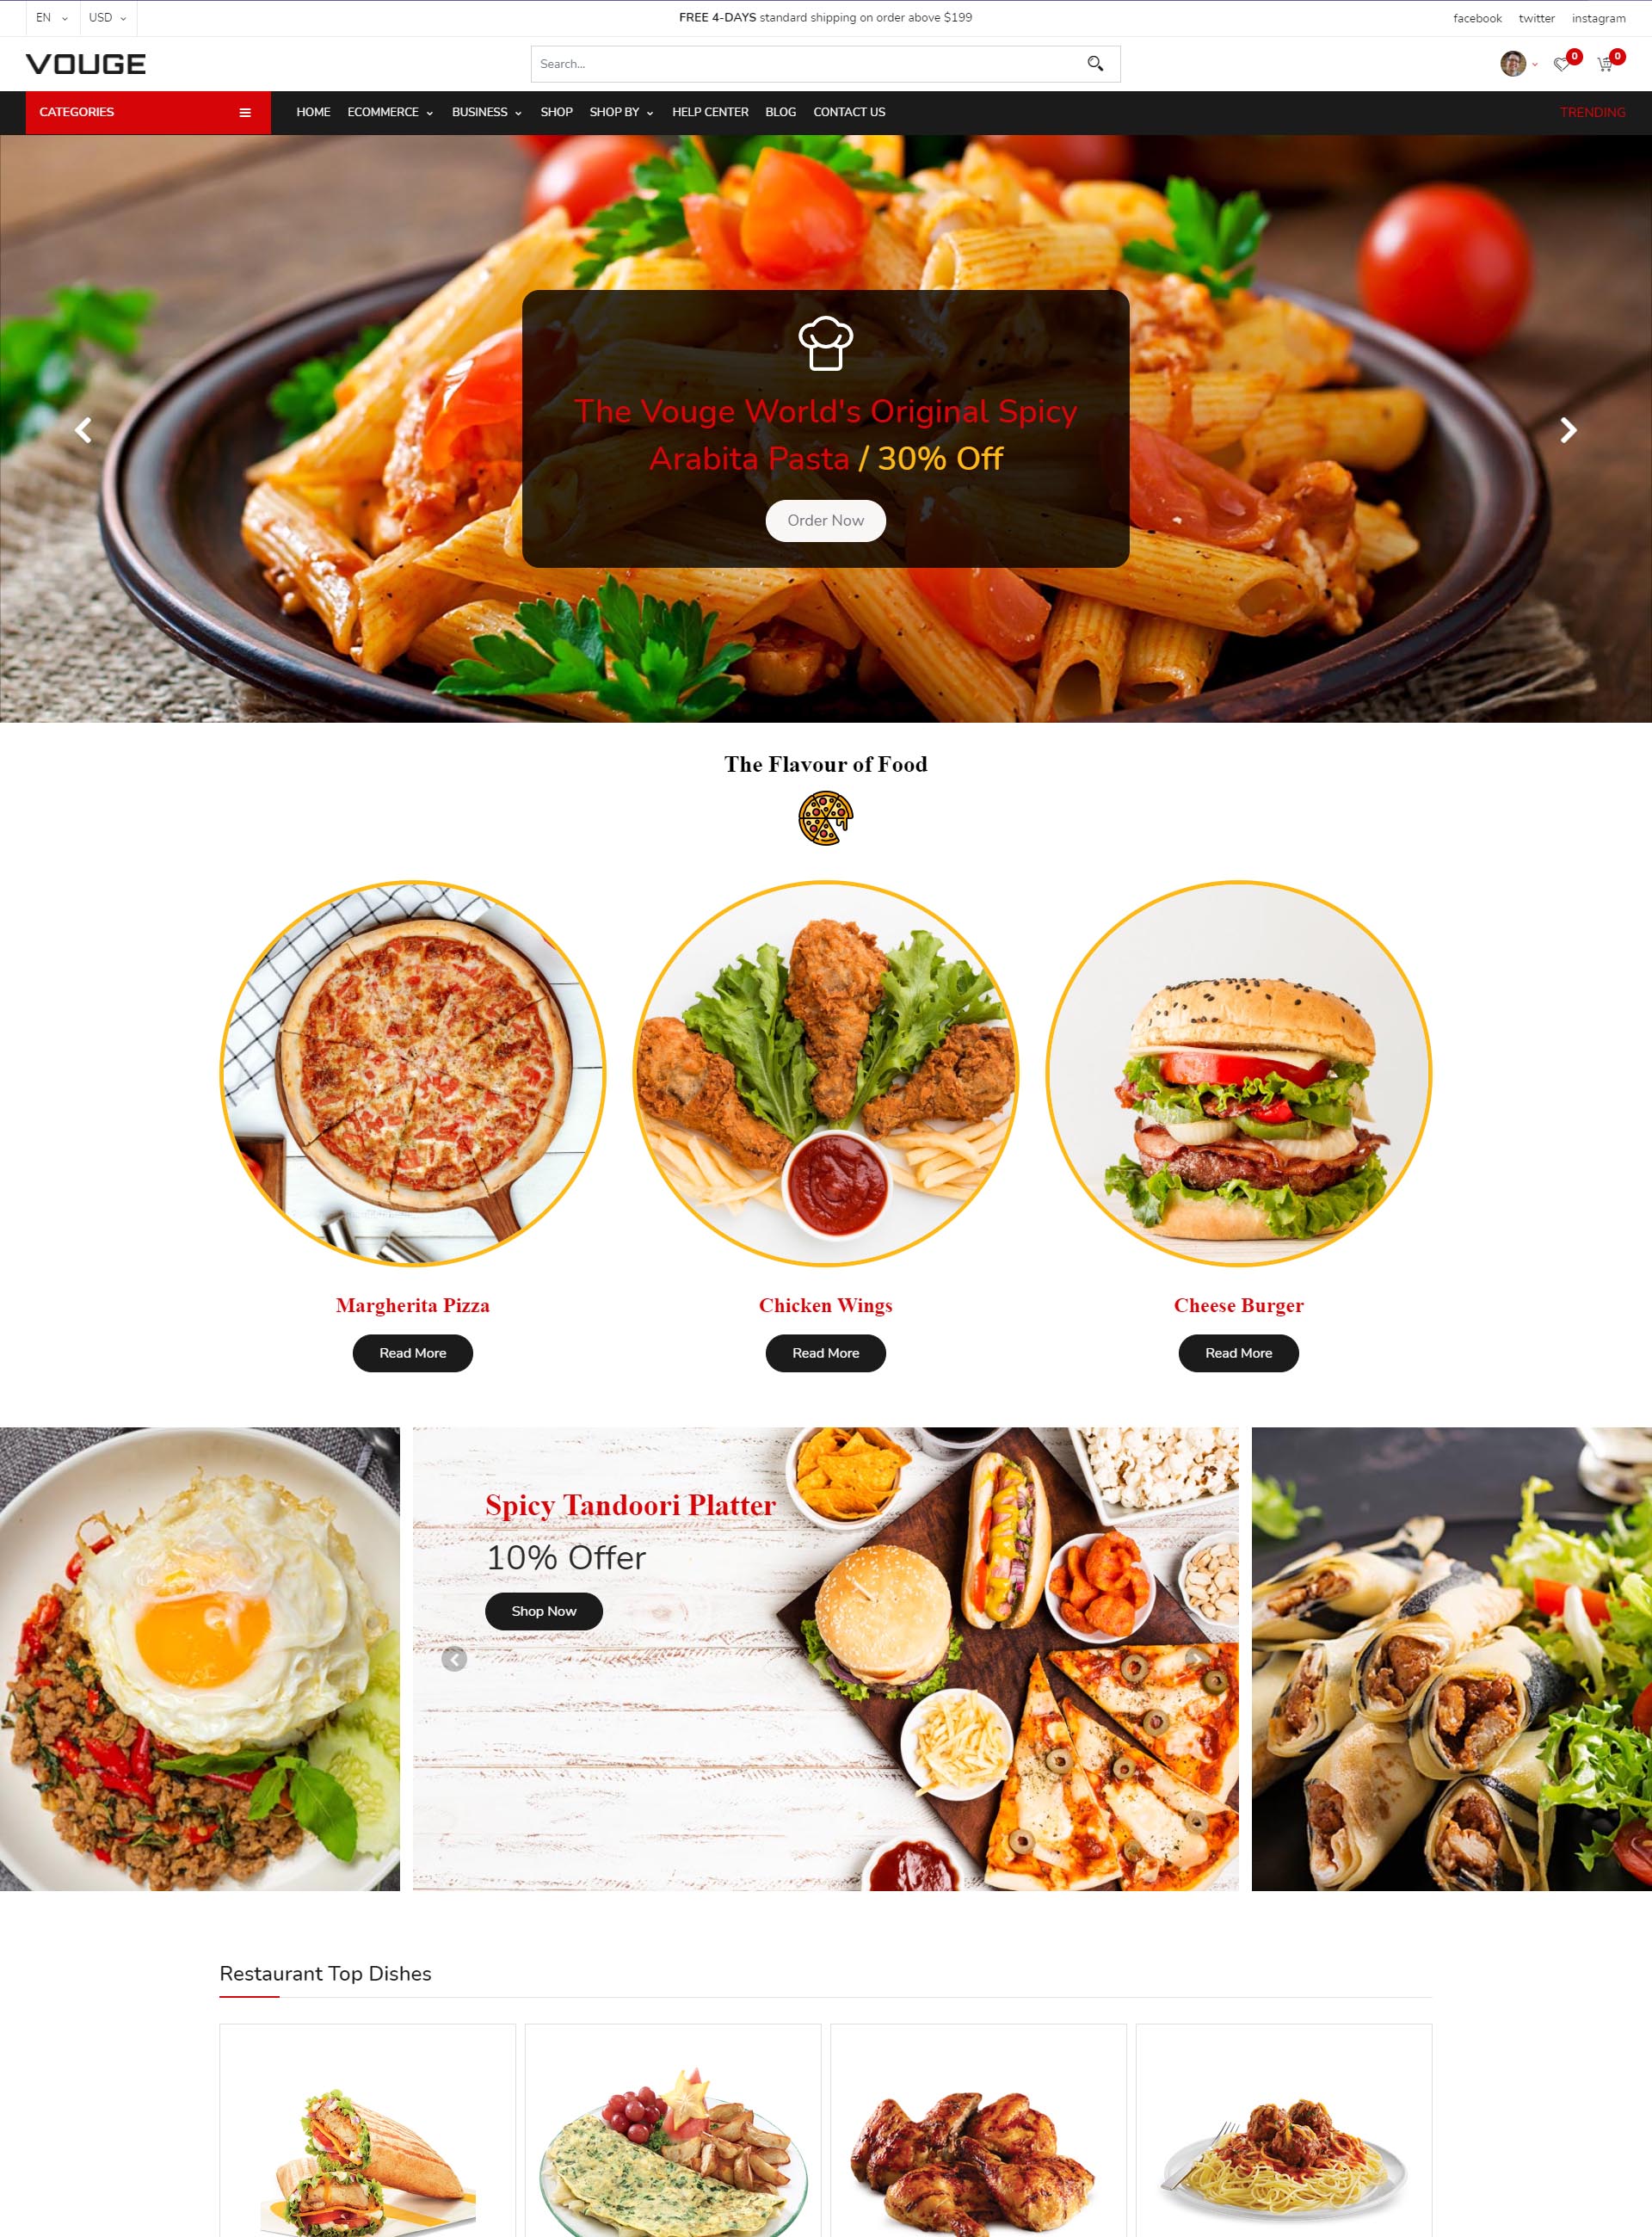 EN USD FREE 4-DAYS standard shipping on order above $199 facebook twitter instagram
VOUGE Search... 0 0
CATEGORIES HOME ECOMMERCE BUSINESS SHOP SHOP BY HELP CENTER BLOG CONTACT US TRENDING
The Vouge World's Original Spicy
Arabita Pasta / 30% Off
Order Now
The Flavour of Food
Margherita Pizza Chicken Wings Cheese Burger
Read More Read More Read More
Spicy Tandoori Platter
10% Offer
Shop Now
Restaurant Top Dishes